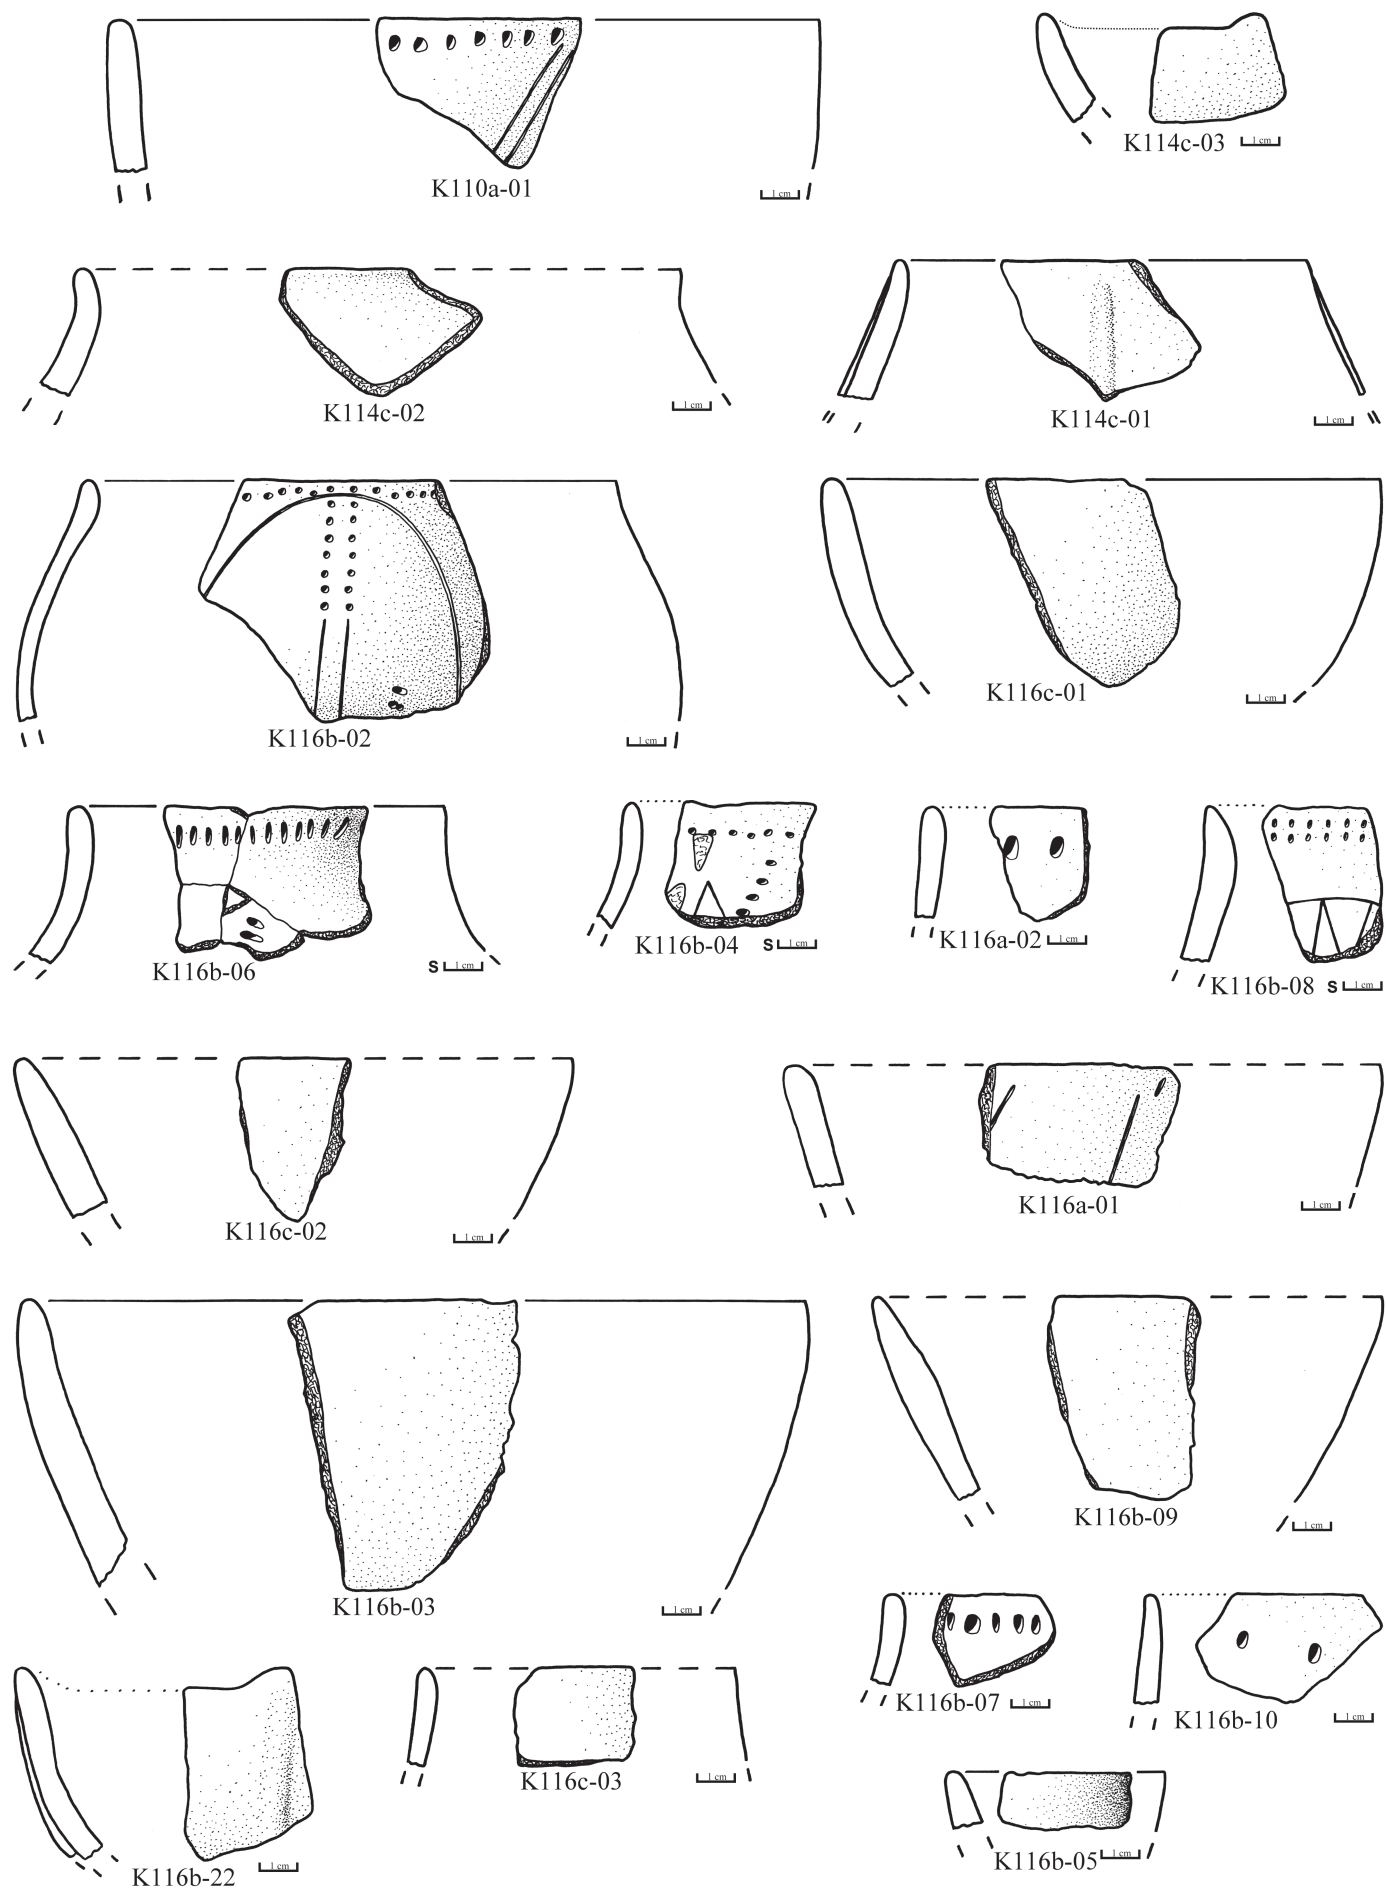 K110a-01
1 cm
K114c-03
1 cm
K114c-02
1 cm
K114c-01
1 cm
K116b-02
1 cm
K116c-01
1 cm
K116b-06
S 1 cm
K116b-04
S 1 cm
K116a-02
1 cm
K116b-08
S 1 cm
K116c-02
1 cm
K116a-01
1 cm
K116b-03
1 cm
K116b-09
1 cm
K116b-07
1 cm
K116b-10
1 cm
K116b-22
1 cm
K116c-03
1 cm
K116b-05
1 cm